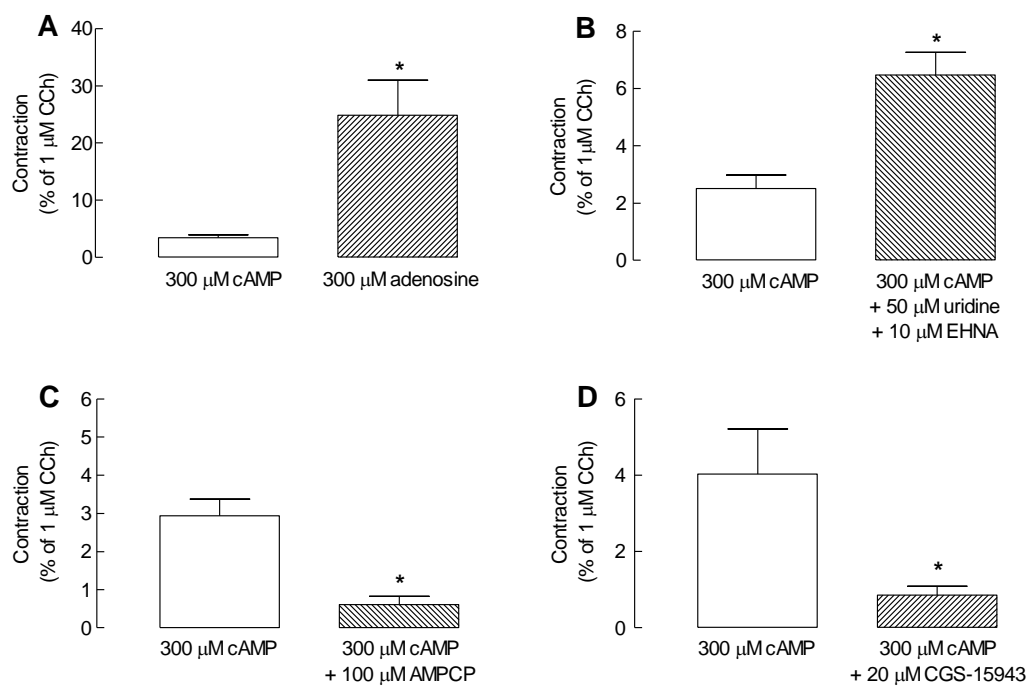 A
Contraction
(% of 1 μM CCh)
40
30
20
10
0
*
300 μM cAMP
300 μM adenosine
B
Contraction
(% of 1μM CCh)
8
6
4
2
0
*
300 μM cAMP
300 μM cAMP
+ 50 μM uridine
+ 10 μM EHNA
C
Contraction
(% of 1 μM CCh)
6
5
4
3
2
1
0
*
300 μM cAMP
300 μM cAMP
+ 100 μM AMPCP
D
Contraction
(% of 1 μM CCh)
6
4
2
0
*
300 μM cAMP
300 μM cAMP
+ 20 μM CGS-15943